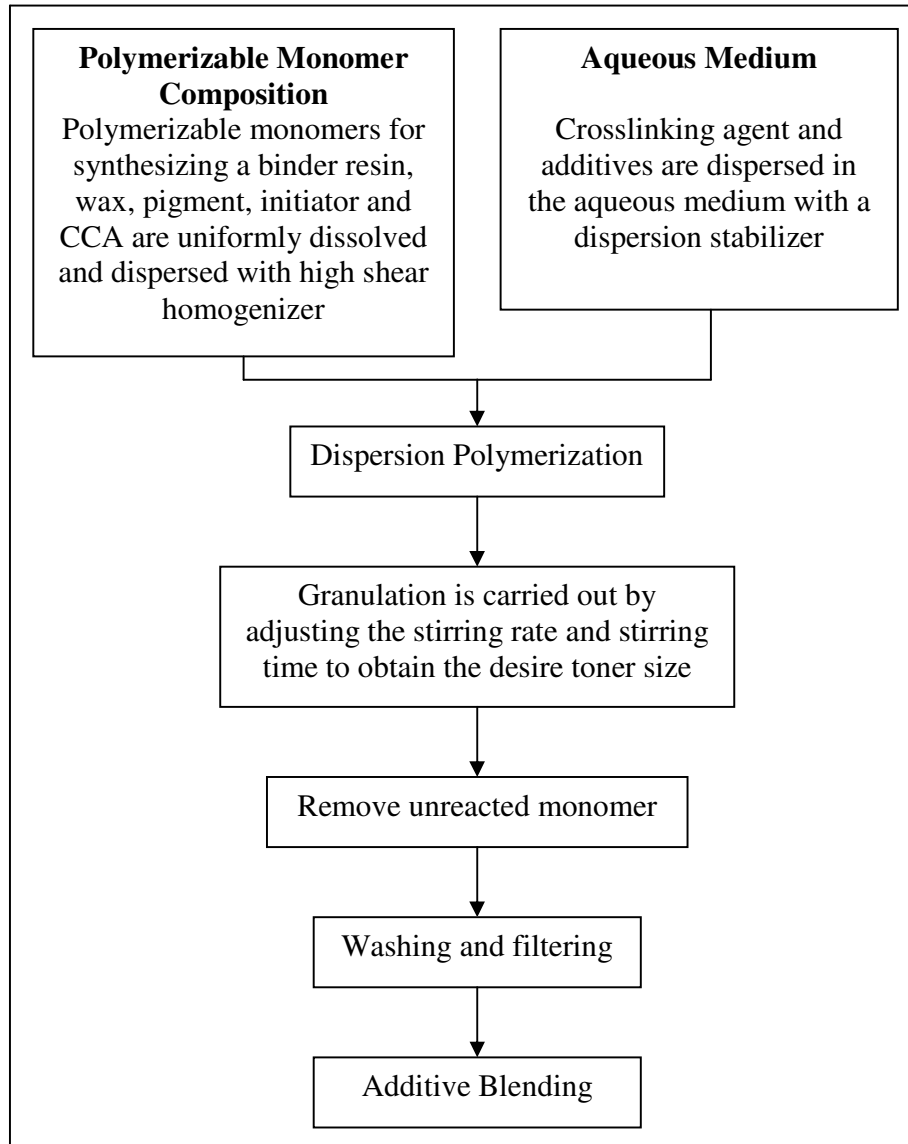 Polymerizable Monomer
Composition
Polymerizable monomers for
synthesizing a binder resin,
wax, pigment, initiator and
CCA are uniformly dissolved
and dispersed with high shear
homogenizer
Aqueous Medium
Crosslinking agent and
additives are dispersed in
the aqueous medium with a
dispersion stabilizer
Dispersion Polymerization
Granulation is carried out by
adjusting the stirring rate and stirring
time to obtain the desire toner size
Remove unreacted monomer
Washing and filtering
Additive Blending